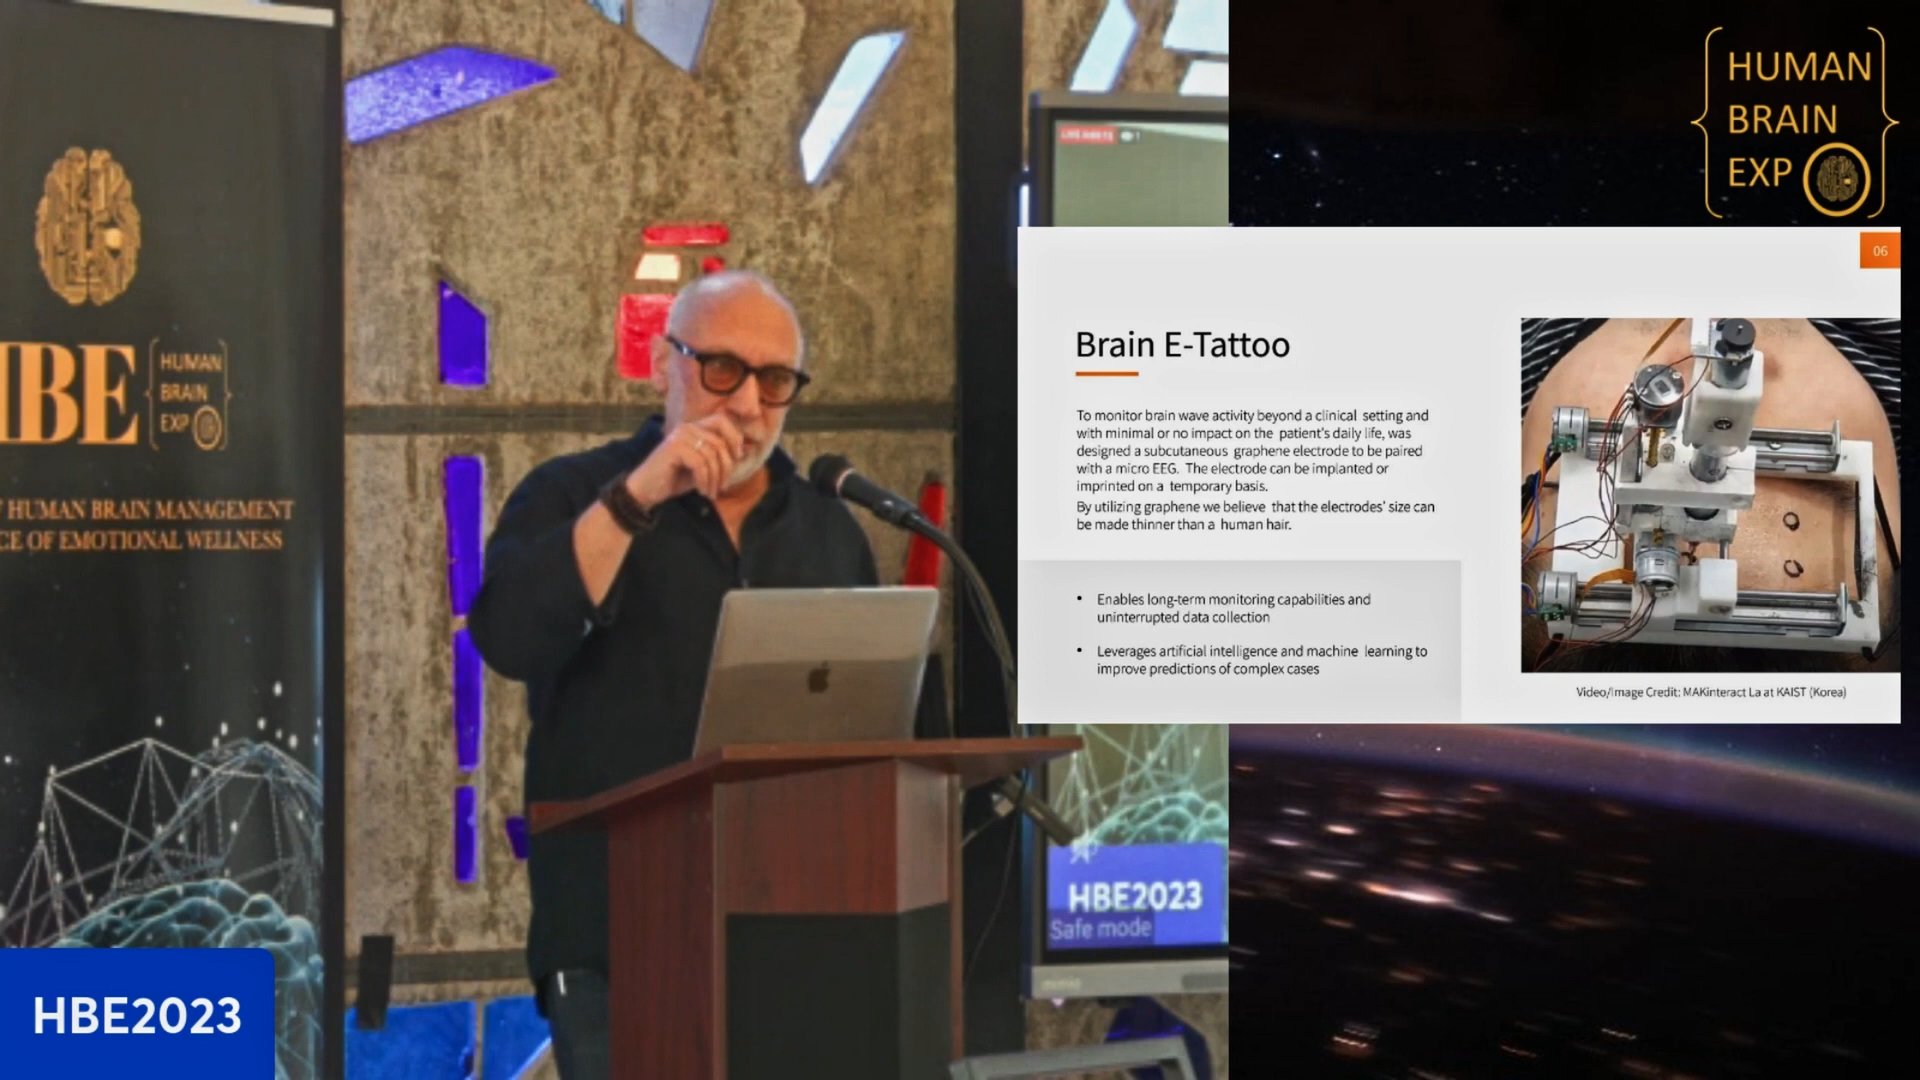 HBE
HUMAN
BRAIN
EXP
HUMAN BRAIN MANAGEMENT
CE OF EMOTIONAL WELLNESS
HBE2023
HBE2023
Safe mode
HUMAN
BRAIN
EXP
06
Brain E-Tattoo
To monitor brain wave activity beyond a clinical setting and
with minimal or no impact on the patient's daily life, was
designed a subcutaneous graphene electrode to be paired
with a micro EEG. The electrode can be implanted or
imprinted on a temporary basis.
By utilizing graphene we believe that the electrodes' size can
be made thinner than a human hair.
• Enables long-term monitoring capabilities and
uninterrupted data collection
• Leverages artificial intelligence and machine learning to
improve predictions of complex cases
Video/Image Credit: MAKinteract La at KAIST (Korea)